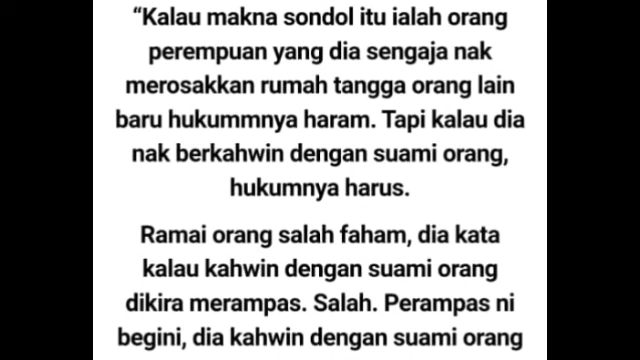 “Kalau makna sondol itu ialah orang
perempuan yang dia sengaja nak
merosakkan rumah tangga orang lain
baru hukummnya haram. Tapi kalau dia
nak berkahwin dengan suami orang,
hukumnya harus.
Ramai orang salah faham, dia kata
kalau kahwin dengan suami orang
dikira merampas. Salah. Perampas ni
begini, dia kahwin dengan suami orang